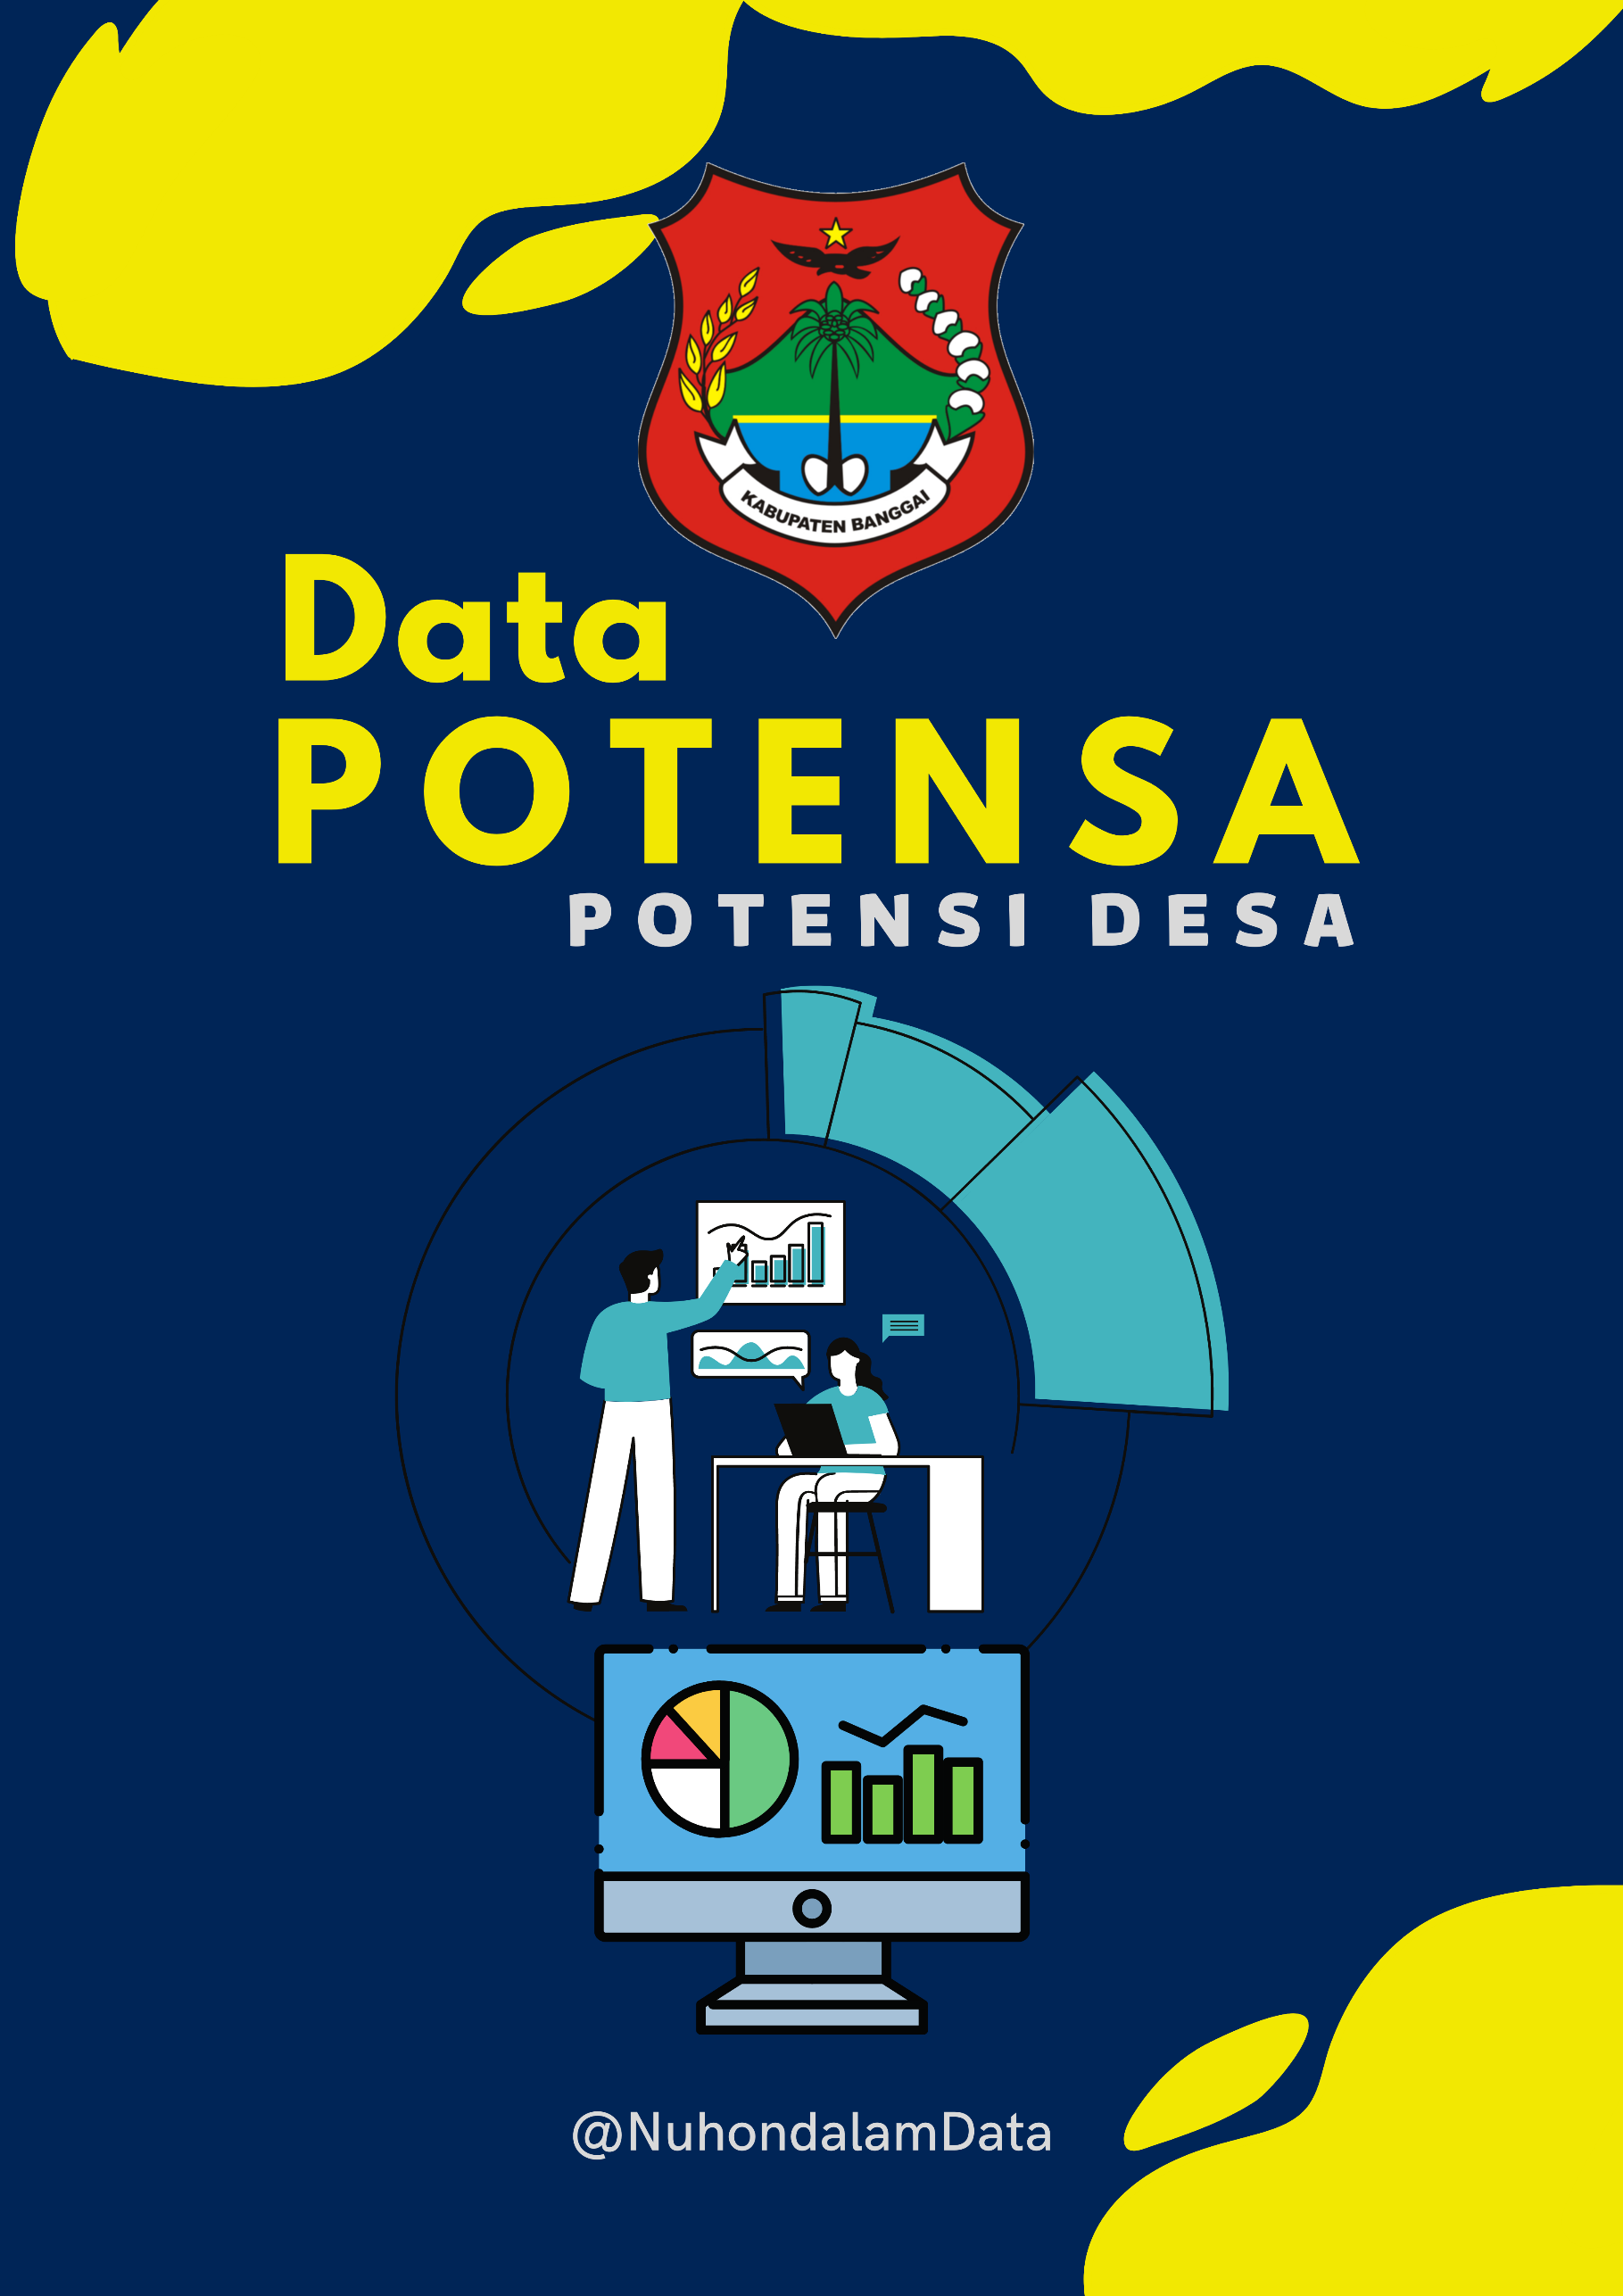 KABUPATEN BANGGAI
Data
POTENSA
POTENSI DESA
@NuhondalamData